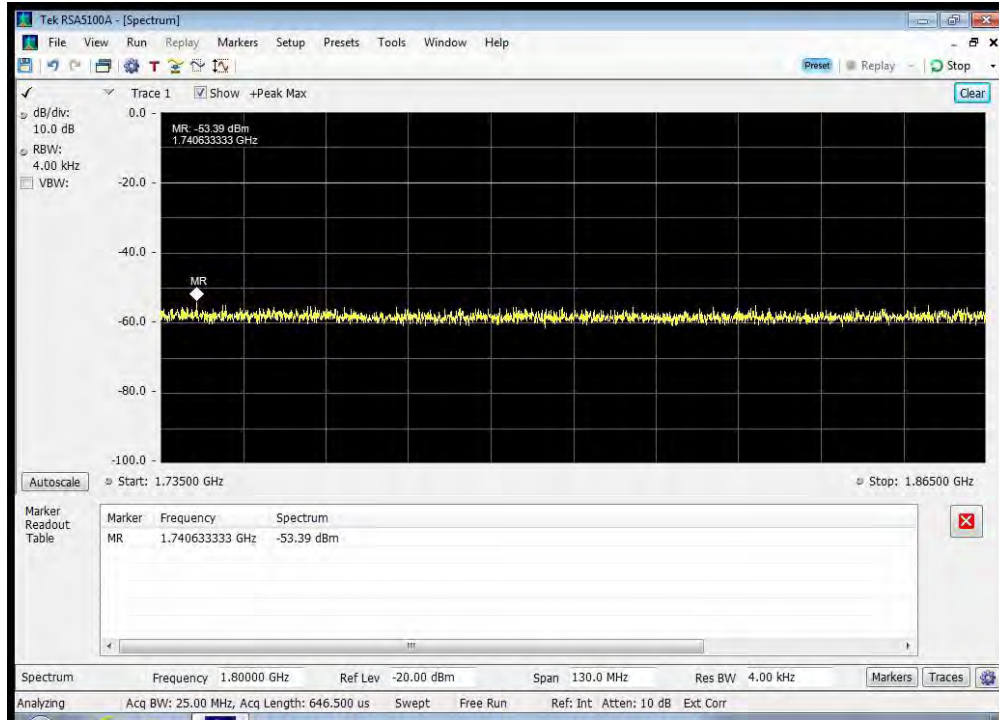 Tek RSA5100A - [Spectrum]
File View Run Replay Markers Setup Presets Tools Window Help
T
Preset Replay Stop
Trace 1 Show +Peak Max Clear
dB/div:
10.0 dB
RBW:
4.00 kHz
VBW:
0.0
MR: -53.39 dBm
1.740633333 GHz
-20.0
-40.0
MR
-60.0
-80.0
-100.0
Autoscale Start: 1.73500 GHz Stop: 1.86500 GHz
Marker
Readout
Table
Marker Frequency Spectrum
MR 1.740633333 GHz -53.39 dBm
Spectrum Frequency 1.80000 GHz Ref Lev -20.00 dBm Span 130.0 MHz Res BW 4.00 kHz Markers Traces
Analyzing Acq BW: 25.00 MHz, Acq Length: 646.500 us Swept Free Run Ref: Int Atten: 10 dB Ext Corr